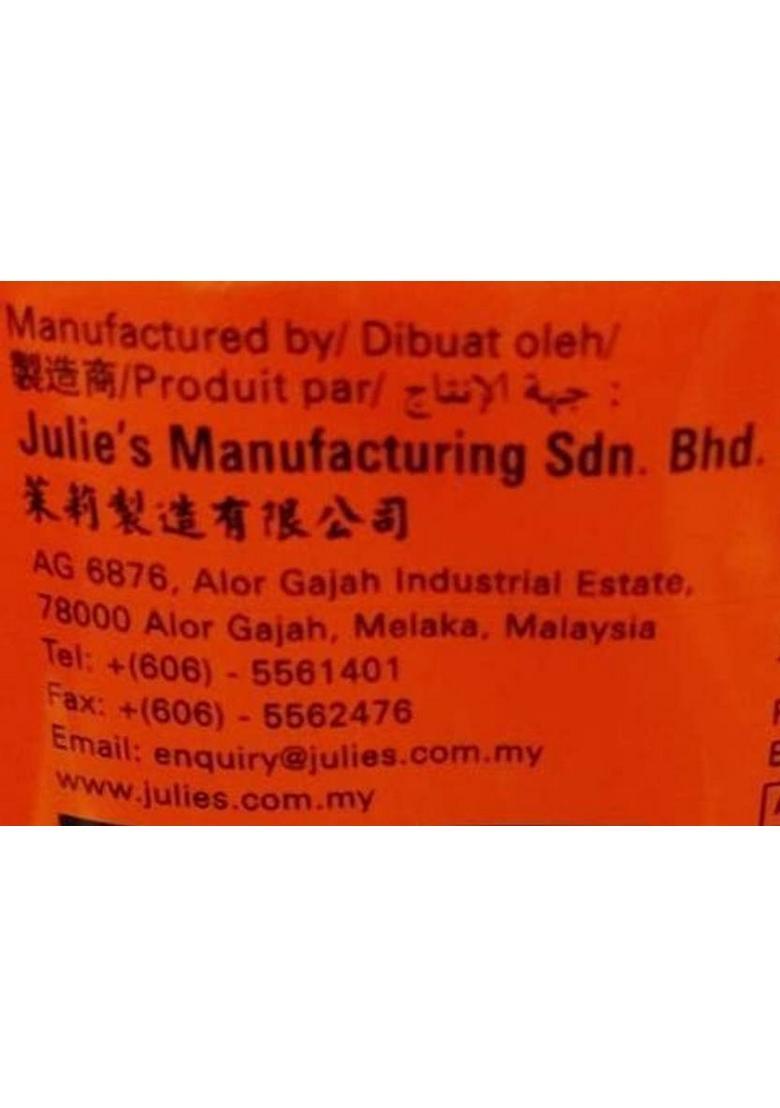 Manufactured by/ Dibuat oleh/
製造商/Produit par/ جهة الإنتاج :
Julie's Manufacturing Sdn. Bhd.
茱莉製造有限公司
AG 6876, Alor Gajah Industrial Estate,
78000 Alor Gajah, Melaka, Malaysia
Tel: +(606) - 5561401
Fax: +(606) - 5562476
Email: enquiry@julies.com.my
www.julies.com.my